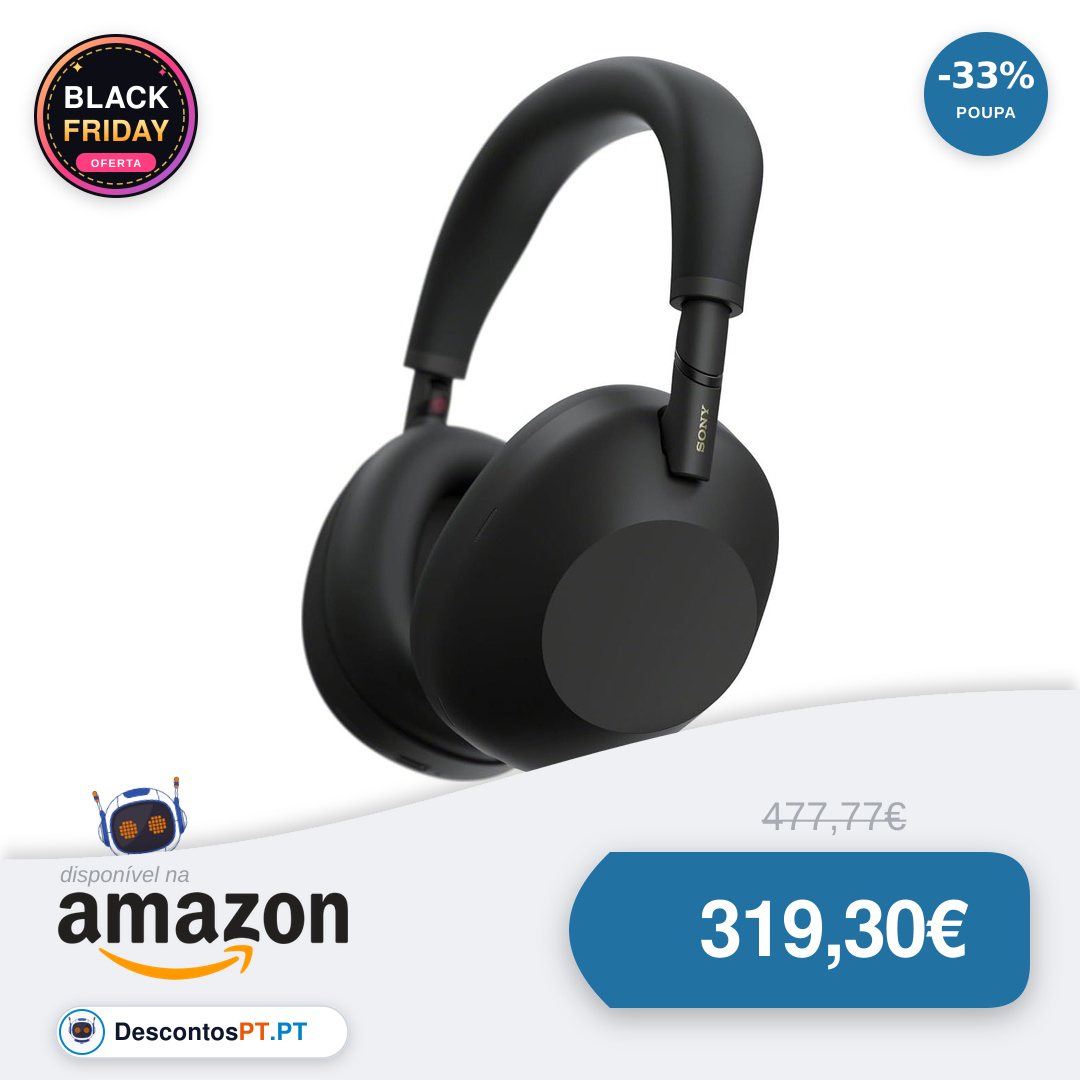 BLACK
FRIDAY
OFERTA
-33%
POUPA
SONY
477,77€
disponível na
amazon
319,30€
DescontosPT.PT